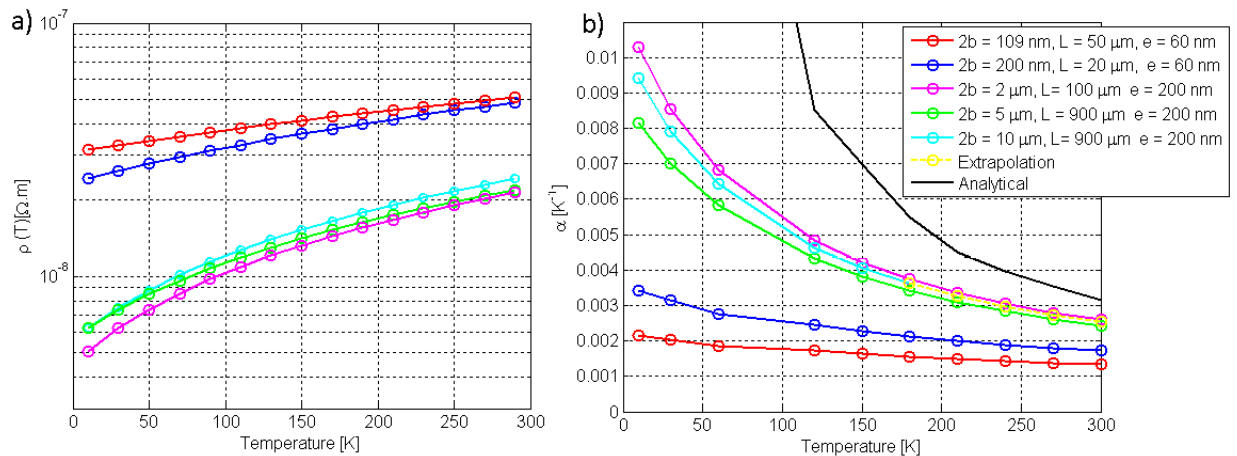 a)
10^-7
10^-8
ρ (T)[Ω.m]
0 50 100 150 200 250 300
Temperature [K]
b)
0.01
0.009
0.008
0.007
0.006
0.005
0.004
0.003
0.002
0.001
0
α [K^-1]
0 50 100 150 200 250 300
Temperature [K]
2b = 109 nm, L = 50 µm, e = 60 nm
2b = 200 nm, L = 20 µm, e = 60 nm
2b = 2 µm, L= 100 µm e = 200 nm
2b = 5 µm, L = 900 µm e = 200 nm
2b = 10 µm, L= 900 µm e = 200 nm
Extrapolation
Analytical